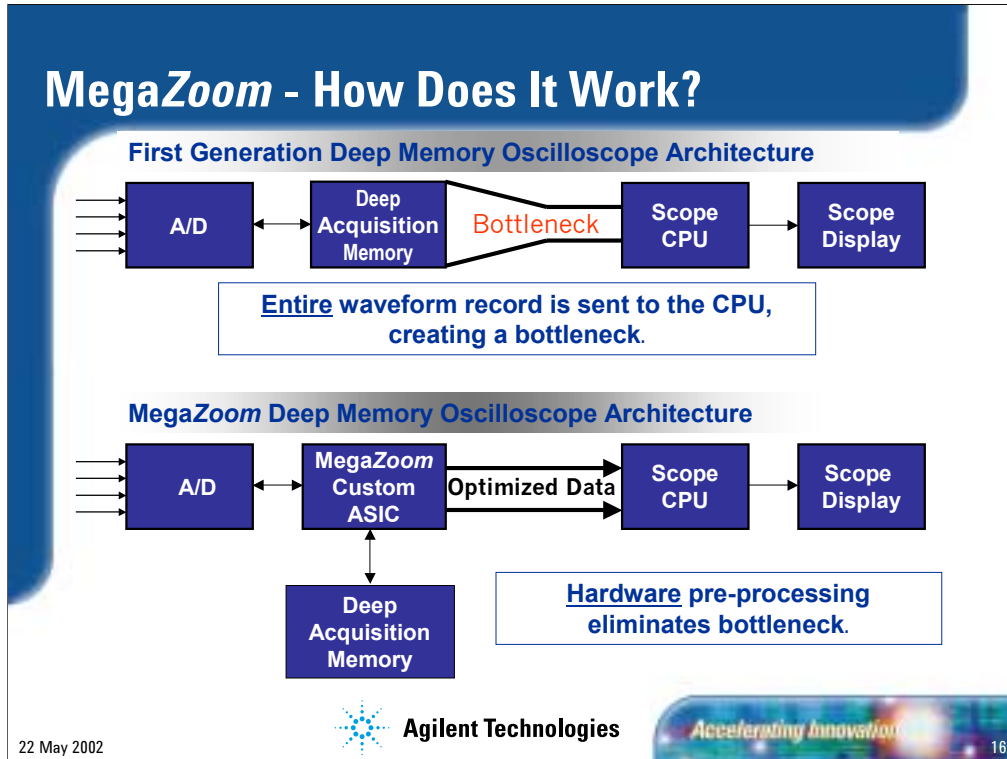 MegaZoom - How Does It Work?
First Generation Deep Memory Oscilloscope Architecture
A/D
Deep
Acquisition
Memory
Bottleneck
Scope
CPU
Scope
Display
Entire waveform record is sent to the CPU,
creating a bottleneck.
MegaZoom Deep Memory Oscilloscope Architecture
A/D
MegaZoom
Custom
ASIC
Optimized Data
Scope
CPU
Scope
Display
Deep
Acquisition
Memory
Hardware pre-processing
eliminates bottleneck.
22 May 2002
Agilent Technologies
Accelerating Innovation
16